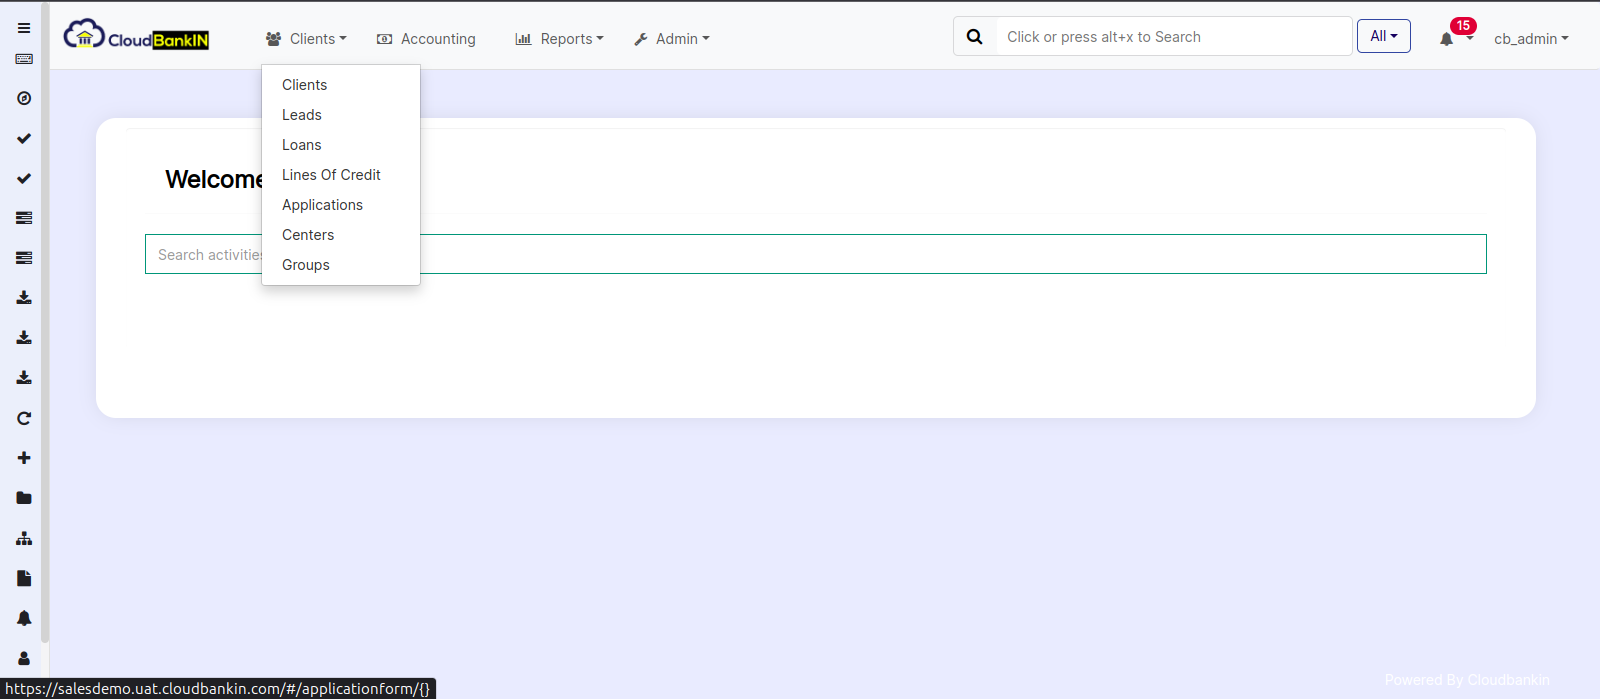 CloudBankIN
Clients
Accounting
Reports
Admin
Click or press alt+x to Search
All
15
cb_admin
Clients
Leads
Loans
Lines Of Credit
Applications
Centers
Groups
Welcome
Search activities
Powered By Cloudbankin
https://salesdemo.uat.cloudbankin.com/#/applicationform/{}